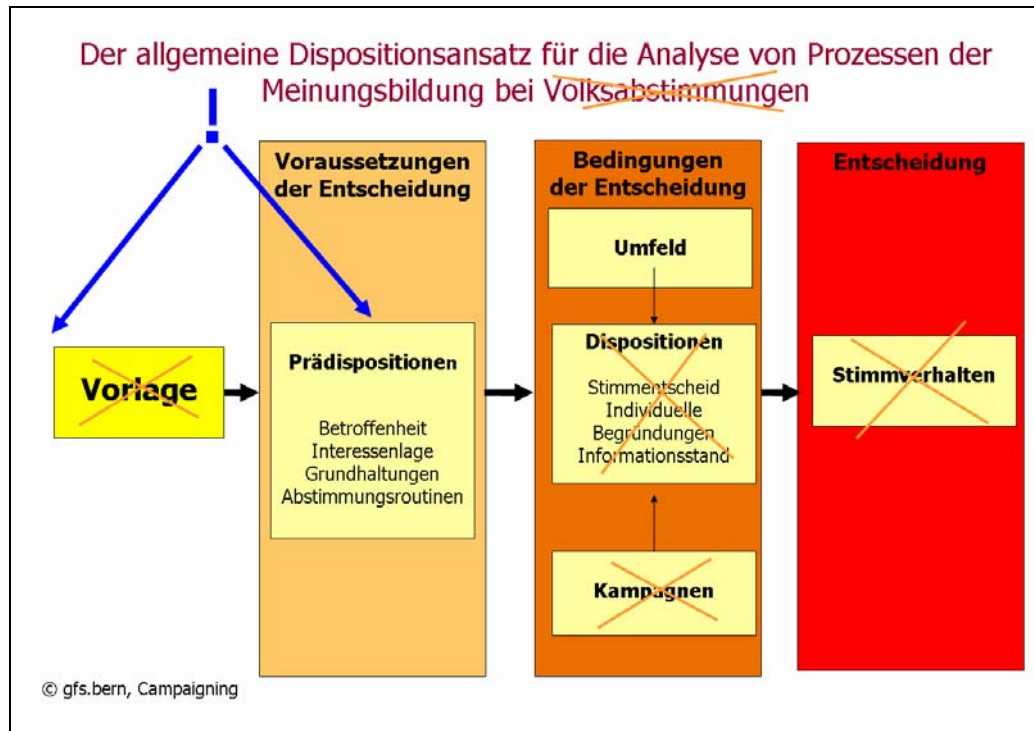 Der allgemeine Dispositionsansatz für die Analyse von Prozessen der
Meinungsbildung bei Volksabstimmungen
!
Voraussetzungen
der Entscheidung
Bedingungen
der Entscheidung
Entscheidung
Umfeld
Vorlage
Prädispositionen
Betroffenheit
Interessenlage
Grundhaltungen
Abstimmungsroutinen
Dispositionen
Stimmentscheid
Individuelle
Begründungen
Informationsstand
Stimmverhalten
Kampagnen
© gfs.bern, Campaigning